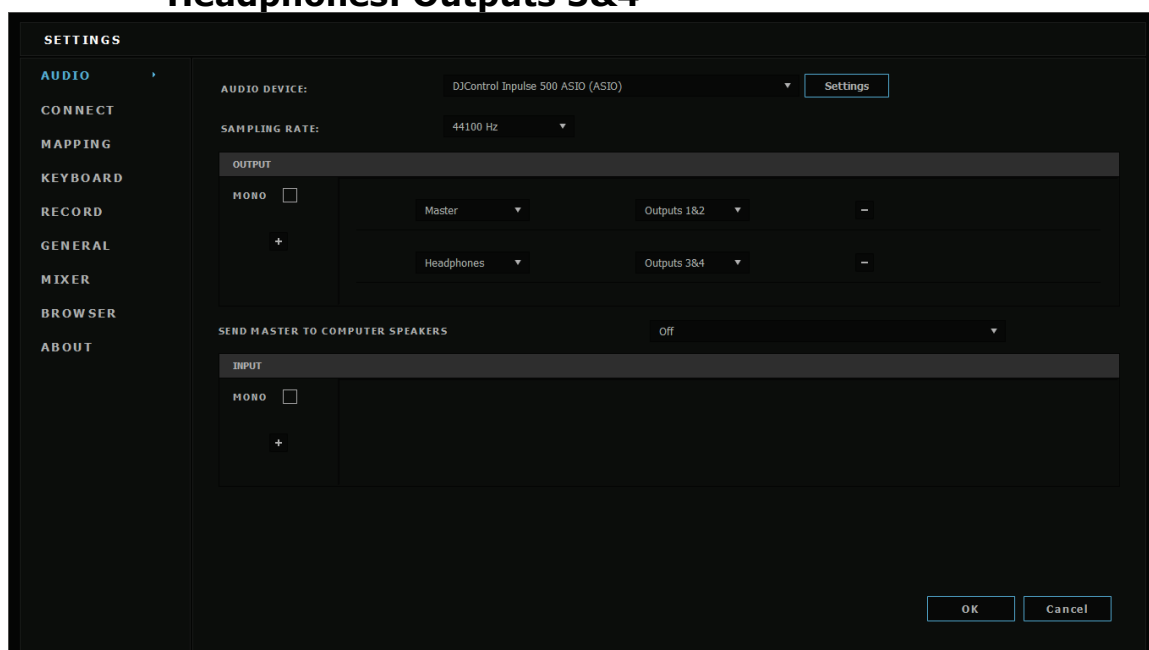 Headphones: Outputs 3&4
SETTINGS
AUDIO
CONNECT
MAPPING
KEYBOARD
RECORD
GENERAL
MIXER
BROWSER
ABOUT
AUDIO DEVICE:
DJControl Inpulse 500 ASIO (ASIO)
Settings
SAMPLING RATE:
44100 Hz
OUTPUT
MONO
+
Master
Outputs 1&2
−
Headphones
Outputs 3&4
−
SEND MASTER TO COMPUTER SPEAKERS
Off
INPUT
MONO
+
OK
Cancel